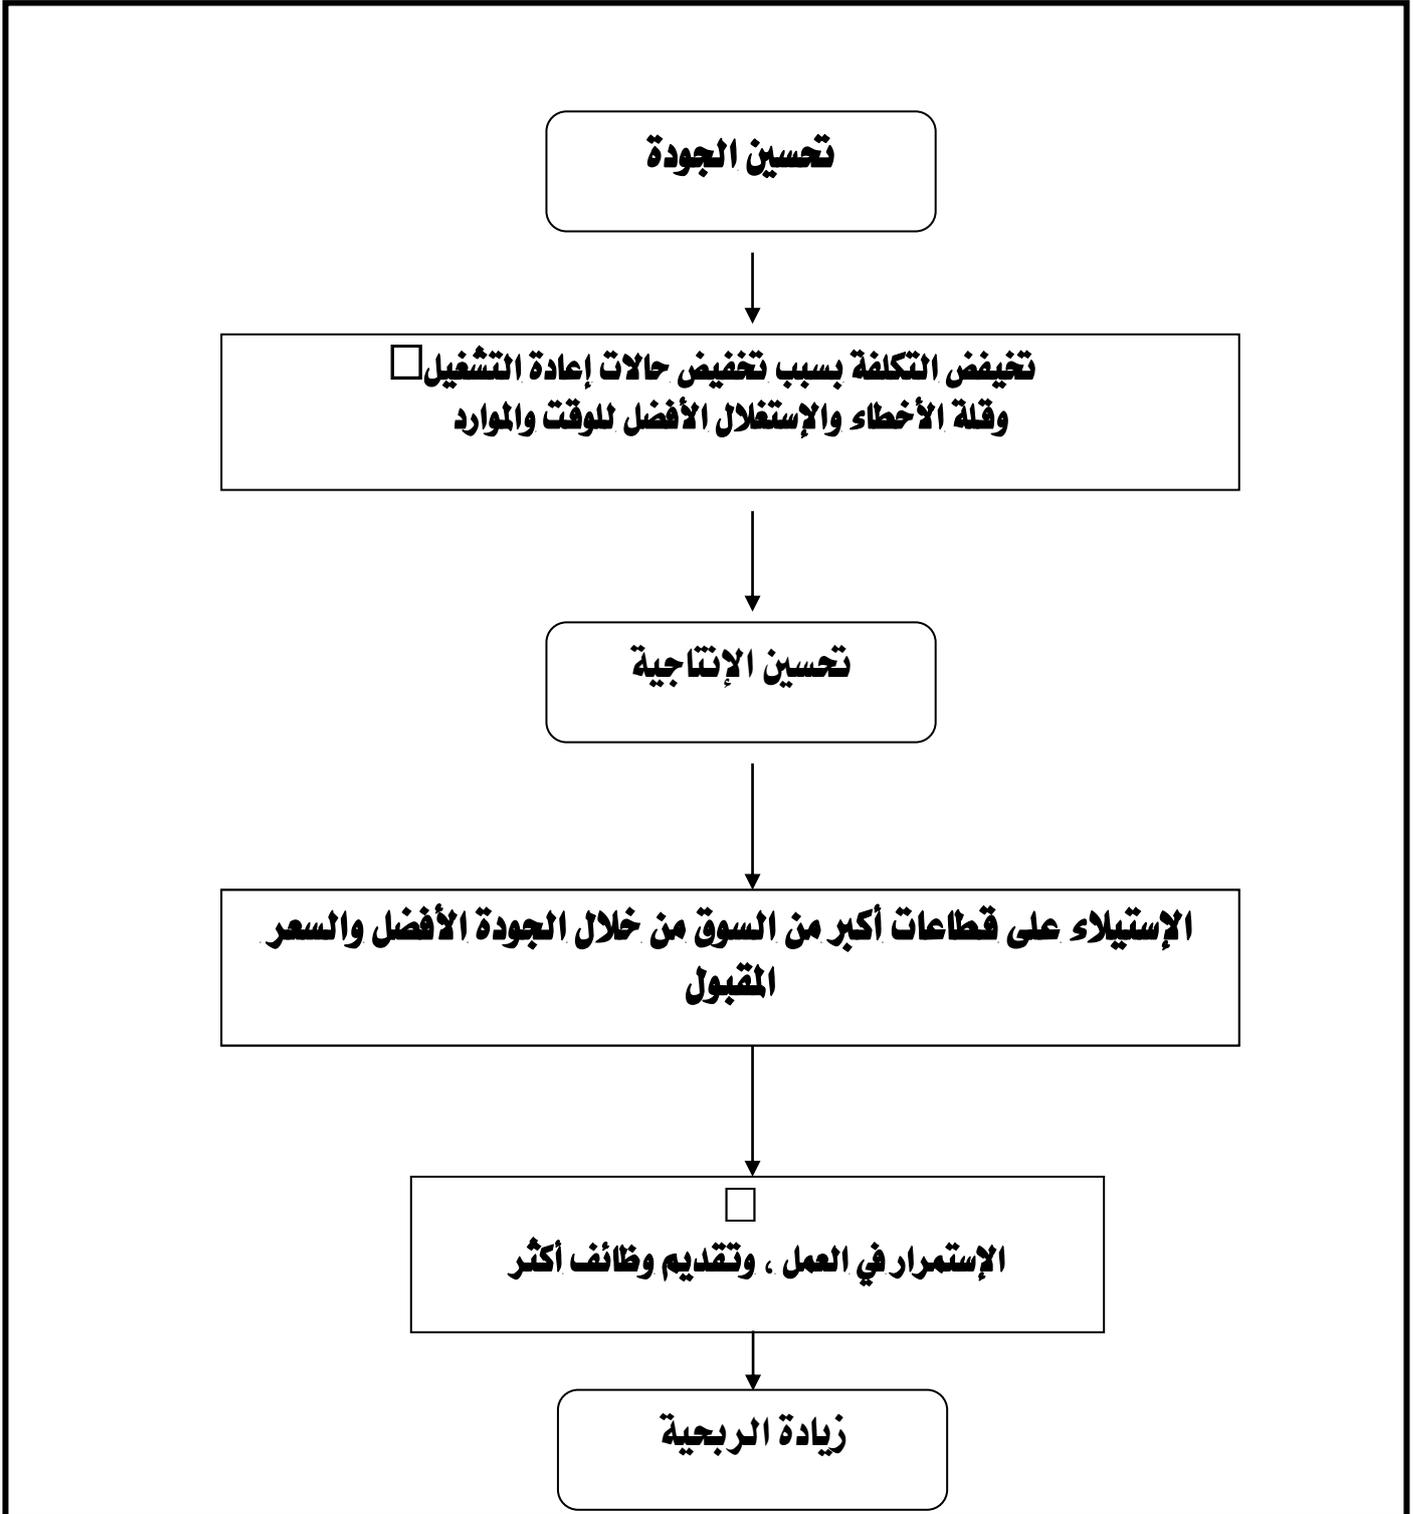 تحسين الجودة
تخيفض التكلفة بسبب تخفيض حالات إعادة التشغيل
وقلة الأخطاء والإستغلال الأفضل للوقت والموارد
تحسين الإنتاجية
الإستيلاء على قطاعات أكبر من السوق من خلال الجودة الأفضل والسعر
المقبول
الإستمرار في العمل ، وتقديم وظائف أكثر
زيادة الربحية